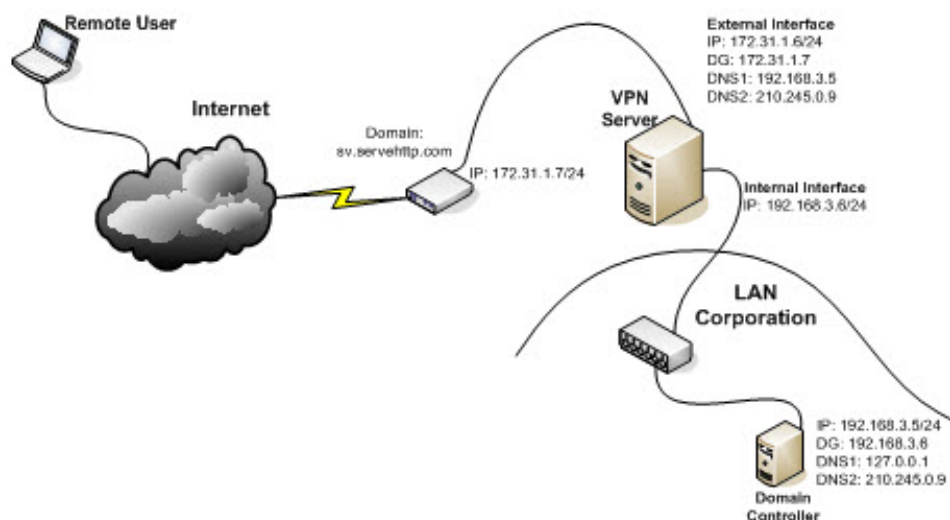 Remote User
Internet
Domain:
sv.servehttp.com
IP: 172.31.1.7/24
External Interface
IP: 172.31.1.6/24
DG: 172.31.1.7
DNS1: 192.168.3.5
DNS2: 210.245.0.9
VPN
Server
Internal Interface
IP: 192.168.3.6/24
LAN
Corporation
IP: 192.168.3.5/24
DG: 192.168.3.6
DNS1: 127.0.0.1
DNS2: 210.245.0.9
Domain
Controller